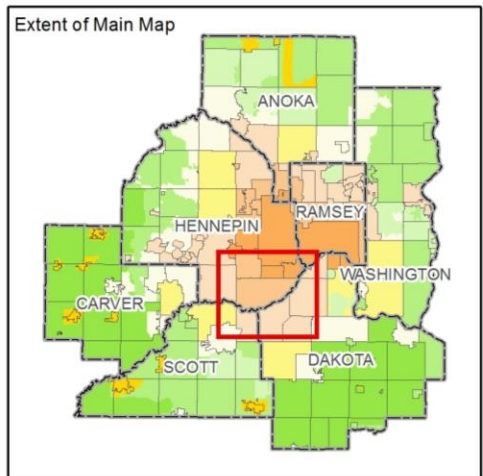 Extent of Main Map
ANOKA
RAMSEY
HENNEPIN
WASHINGTON
CARVER
SCOTT
DAKOTA